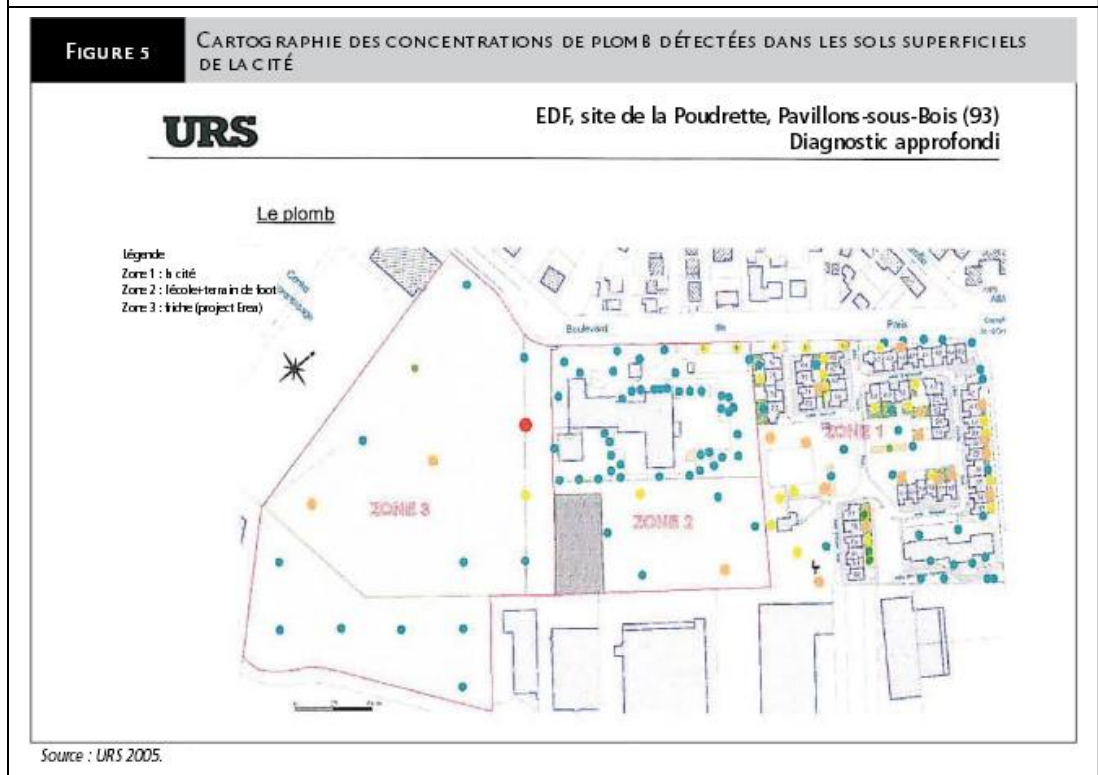 FIGURE 5
CARTOGRAPHIE DES CONCENTRATIONS DE PLOMB DÉTECTÉES DANS LES SOLS SUPERFICIELS
DE LA CITÉ
URS
EDF, site de la Poudrette, Pavillons-sous-Bois (93)
Diagnostic approfondi
Le plomb
Légende
Zone 1 : la cité
Zone 2 : l'école+terrain de foot
Zone 3 : friche (project Erea)
Boulevard de Paris
ZONE 1
ZONE 3
ZONE 2
Source : URS 2005.